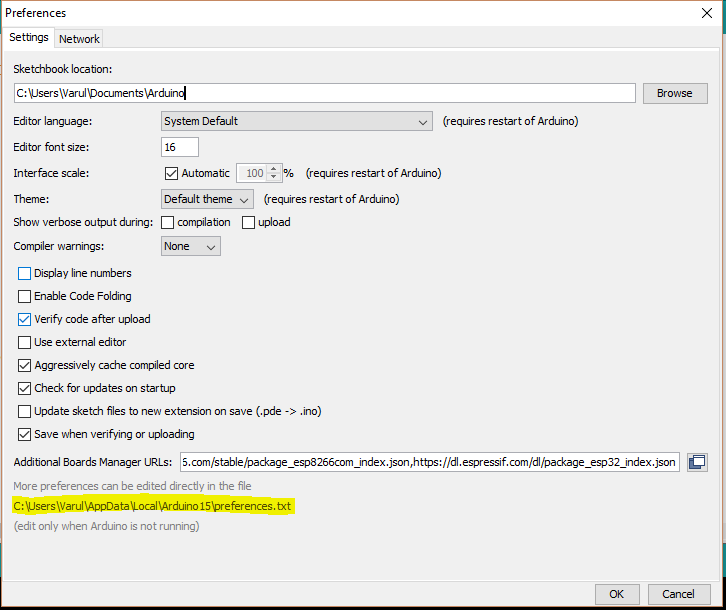 Preferences
Settings Network
Sketchbook location:
C:\Users\Varul\Documents\Arduino Browse
Editor language: System Default (requires restart of Arduino)
Editor font size: 16
Interface scale: Automatic 100 % (requires restart of Arduino)
Theme: Default theme (requires restart of Arduino)
Show verbose output during: compilation upload
Compiler warnings: None
Display line numbers
Enable Code Folding
Verify code after upload
Use external editor
Aggressively cache compiled core
Check for updates on startup
Update sketch files to new extension on save (.pde -> .ino)
Save when verifying or uploading
Additional Boards Manager URLs: 6.com/stable/package_esp8266com_index.json,https://dl.espressif.com/dl/package_esp32_index.json
More preferences can be edited directly in the file
C:\Users\Varul\AppData\Local\Arduino15\preferences.txt
(edit only when Arduino is not running)
OK Cancel